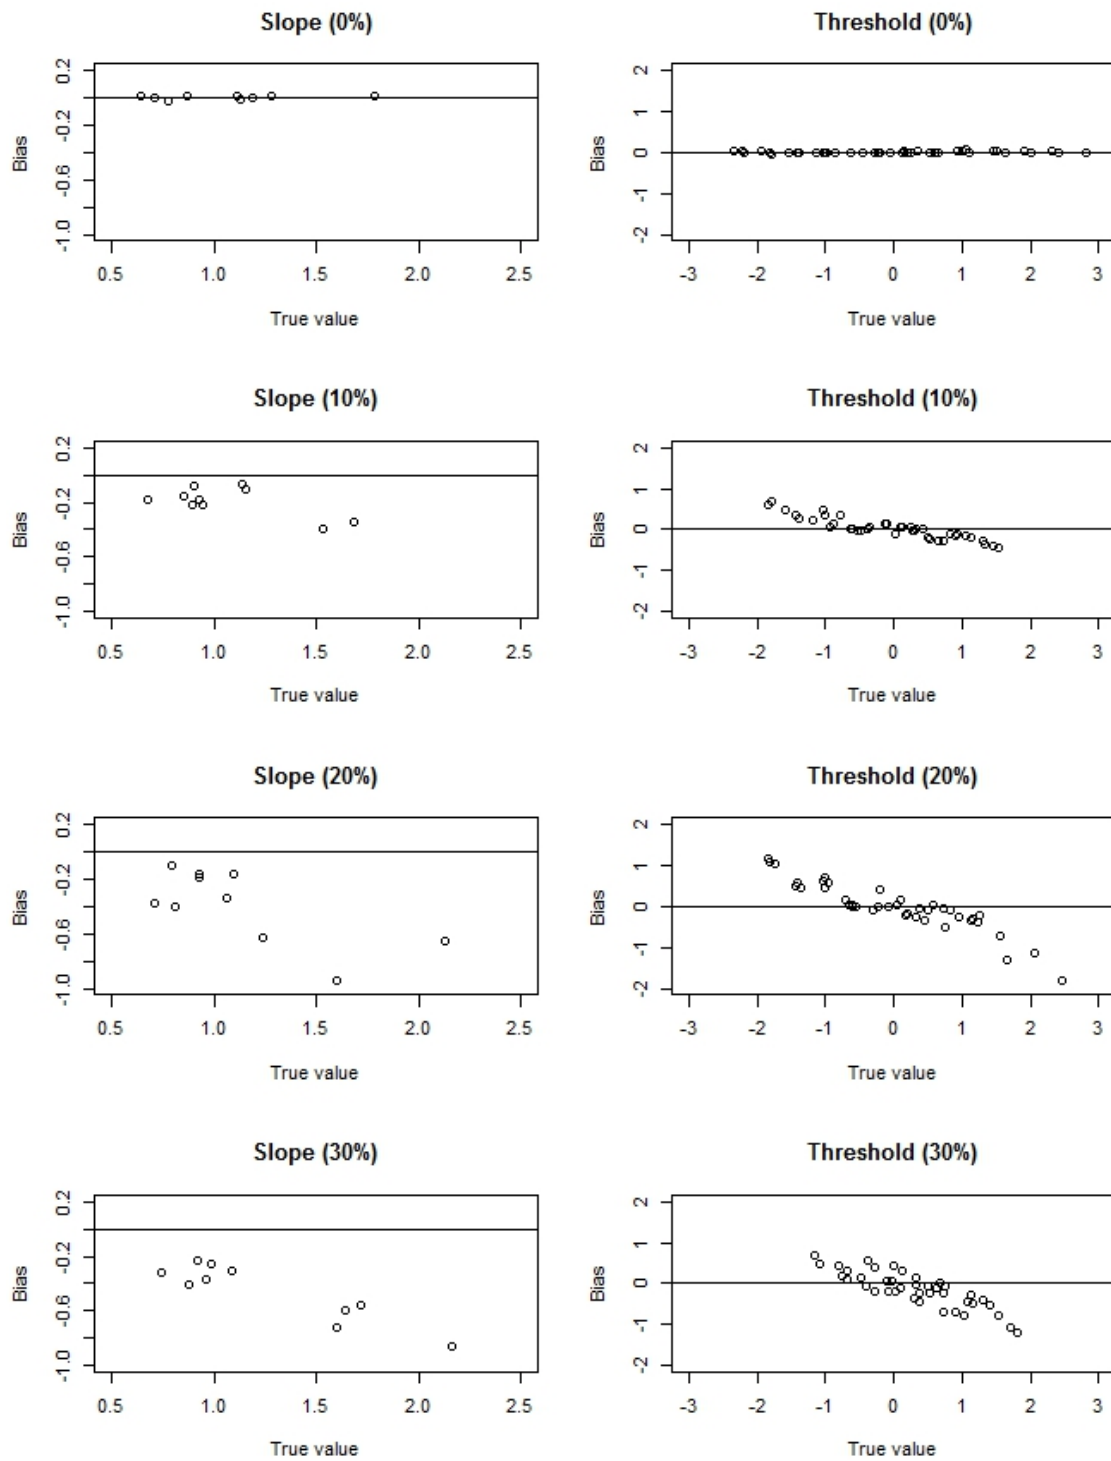 Slope (0%)
Bias
0.2
-0.2
-0.6
-1.0
0.5 1.0 1.5 2.0 2.5
True value
Threshold (0%)
Bias
2
1
0
-1
-2
-3 -2 -1 0 1 2 3
True value
Slope (10%)
Bias
0.2
-0.2
-0.6
-1.0
0.5 1.0 1.5 2.0 2.5
True value
Threshold (10%)
Bias
2
1
0
-1
-2
-3 -2 -1 0 1 2 3
True value
Slope (20%)
Bias
0.2
-0.2
-0.6
-1.0
0.5 1.0 1.5 2.0 2.5
True value
Threshold (20%)
Bias
2
1
0
-1
-2
-3 -2 -1 0 1 2 3
True value
Slope (30%)
Bias
0.2
-0.2
-0.6
-1.0
0.5 1.0 1.5 2.0 2.5
True value
Threshold (30%)
Bias
2
1
0
-1
-2
-3 -2 -1 0 1 2 3
True value